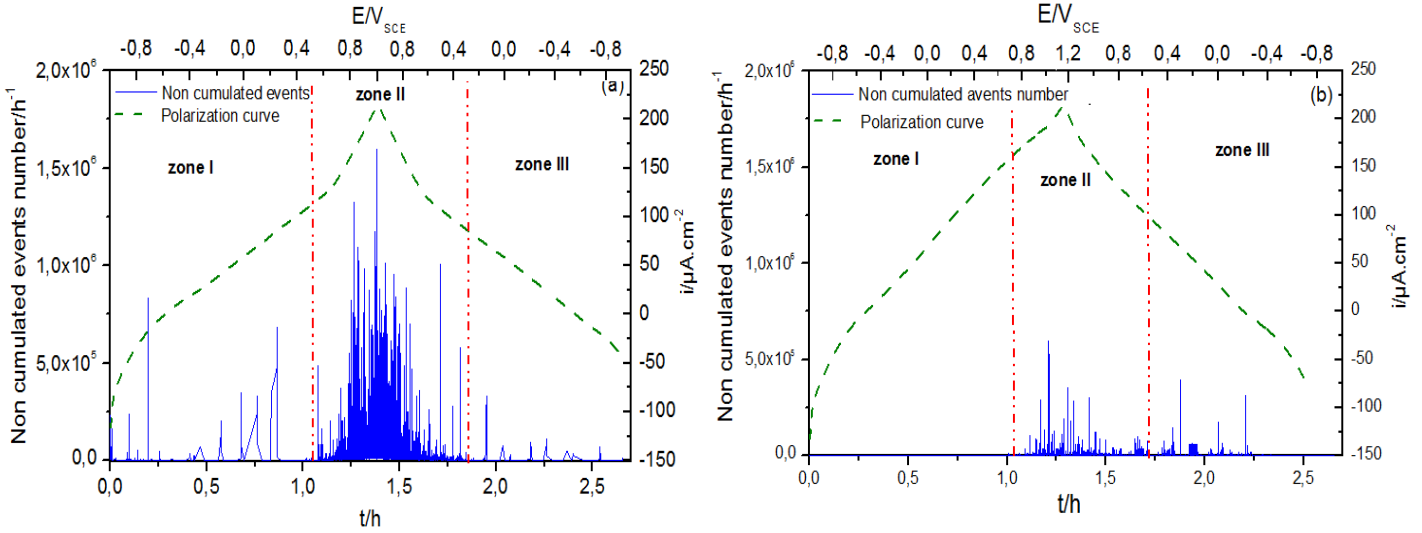 E/V_SCE
-0,8 -0,4 0,0 0,4 0,8 0,8 0,4 0,0 -0,4 -0,8
2,0x10^6
1,5x10^6
1,0x10^6
5,0x10^5
0,0
Non cumulated events number/h^-1
(a)
Non cumulated events
Polarization curve
zone I
zone II
zone III
250
200
150
100
50
0
-50
-100
-150
i/µA.cm^-2
0,0 0,5 1,0 1,5 2,0 2,5
t/h
E/V_SCE
-0,8 -0,4 0,0 0,4 0,8 1,2 0,8 0,4 0,0 -0,4 -0,8
2,0x10^6
1,5x10^6
1,0x10^6
5,0x10^5
0,0
Non cumulated events number/h^-1
(b)
Non cumulated avents number
Polarization curve
zone I
zone II
zone III
250
200
150
100
50
0
-50
-100
-150
i/µA.cm^-2
0,0 0,5 1,0 1,5 2,0 2,5
t/h